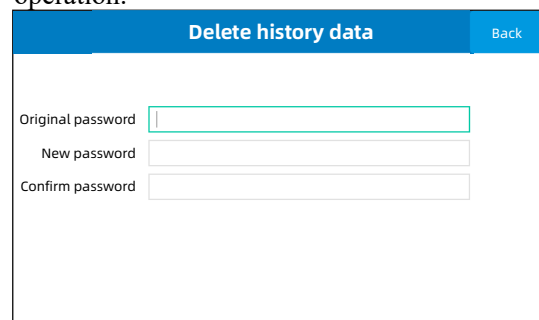 operation.
Delete history data
Back
Original password
New password
Confirm password